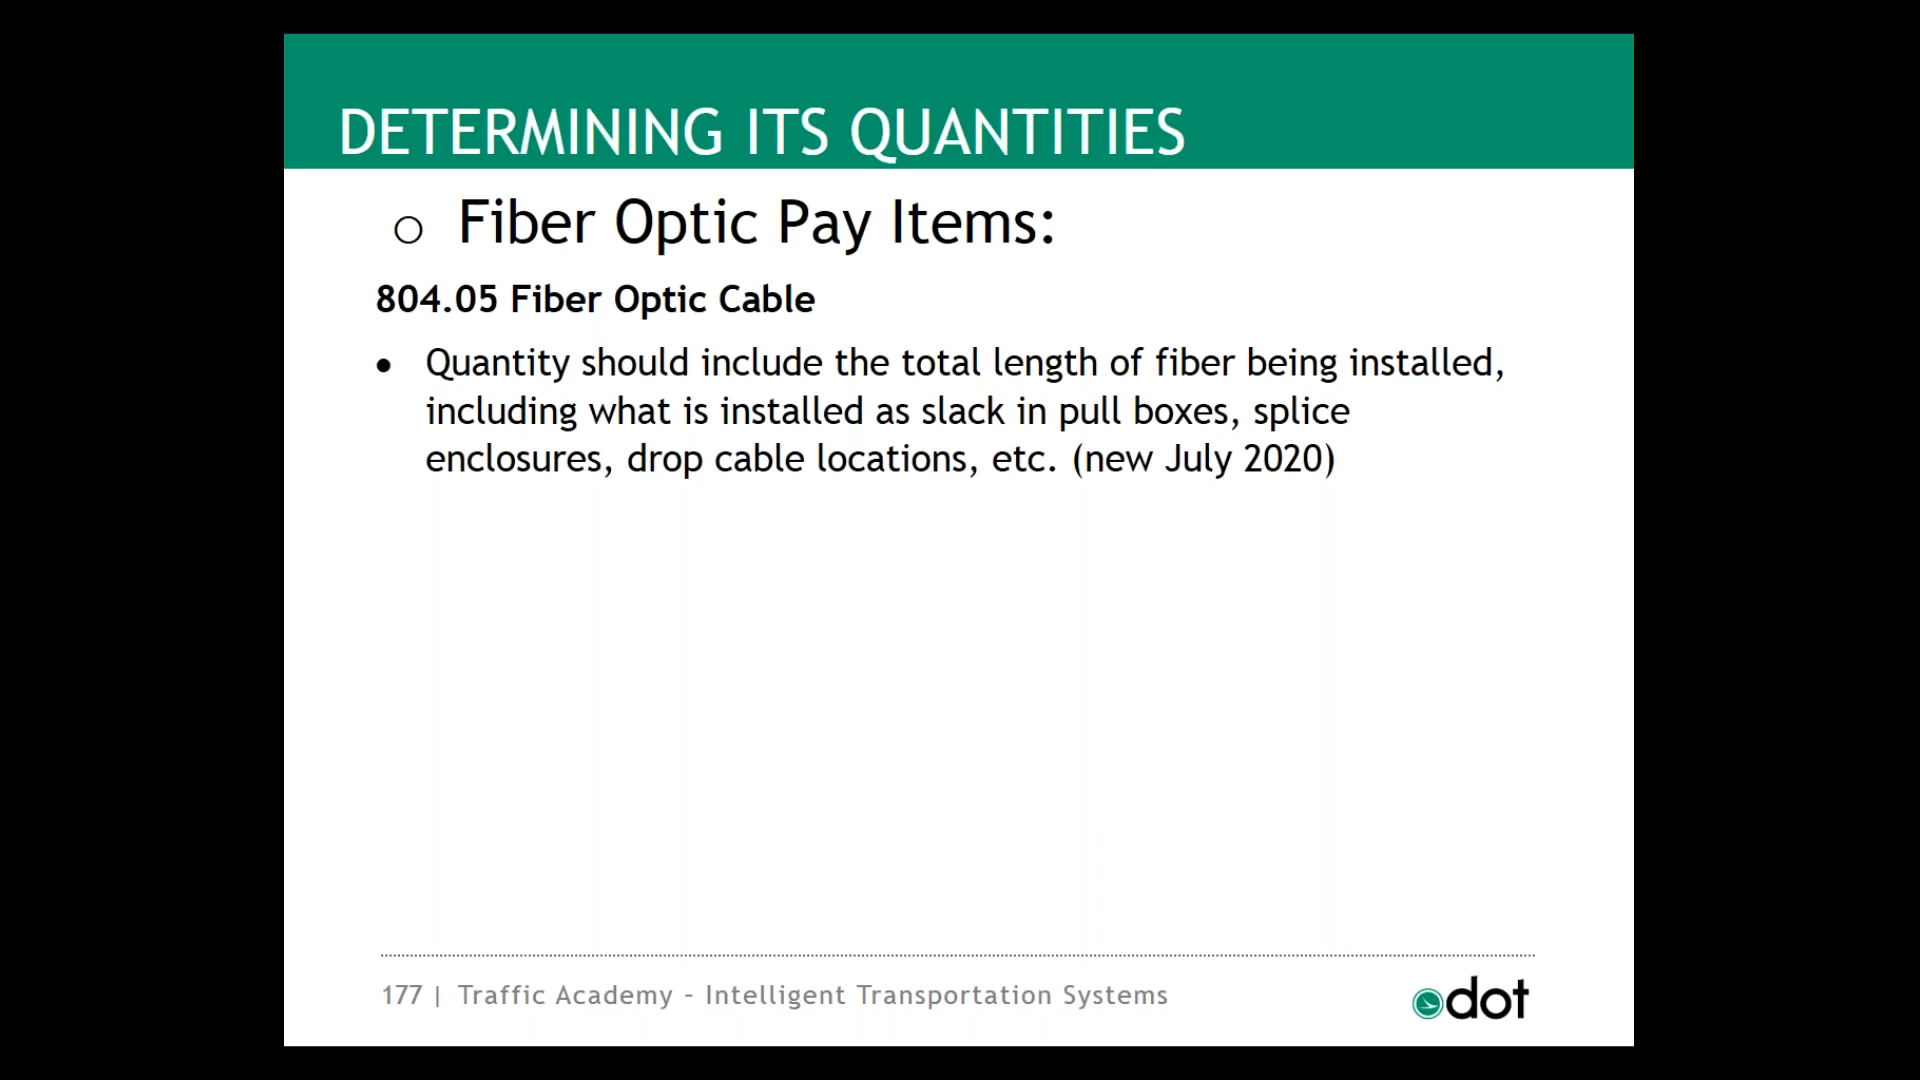 DETERMINING ITS QUANTITIES
○ Fiber Optic Pay Items:
804.05 Fiber Optic Cable
• Quantity should include the total length of fiber being installed,
including what is installed as slack in pull boxes, splice
enclosures, drop cable locations, etc. (new July 2020)
177 | Traffic Academy – Intelligent Transportation Systems
odot